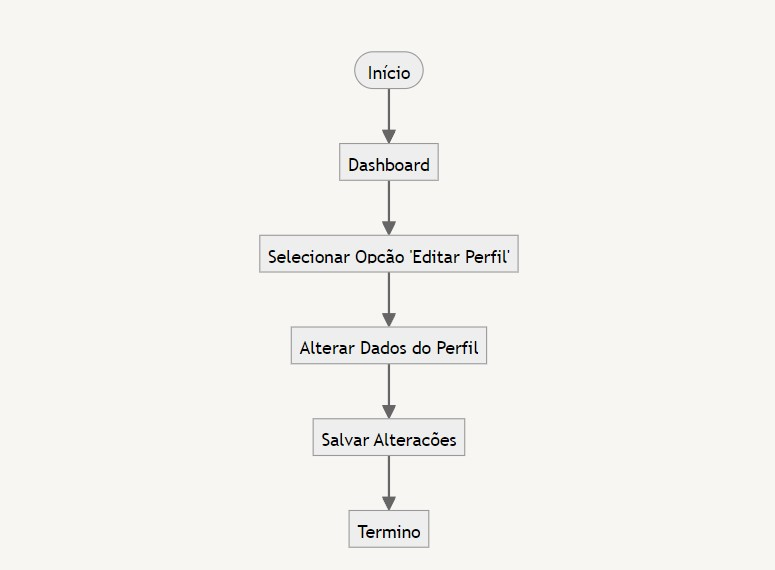 Início
Dashboard
Selecionar Opção 'Editar Perfil'
Alterar Dados do Perfil
Salvar Alterações
Termino